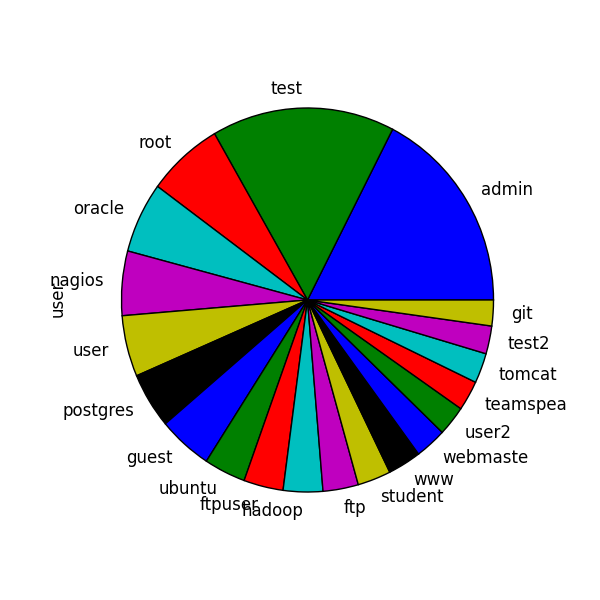 test
root
admin
oracle
nagios
user
user
postgres
guest
ubuntu
ftpuser
hadoop
ftp
student
www
webmaste
user2
teamspea
tomcat
test2
git